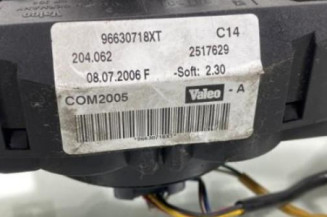 96630718XT C14
204.062 2517629
08.07.2006 F -Soft: 2.30
COM2005 Valeo - A